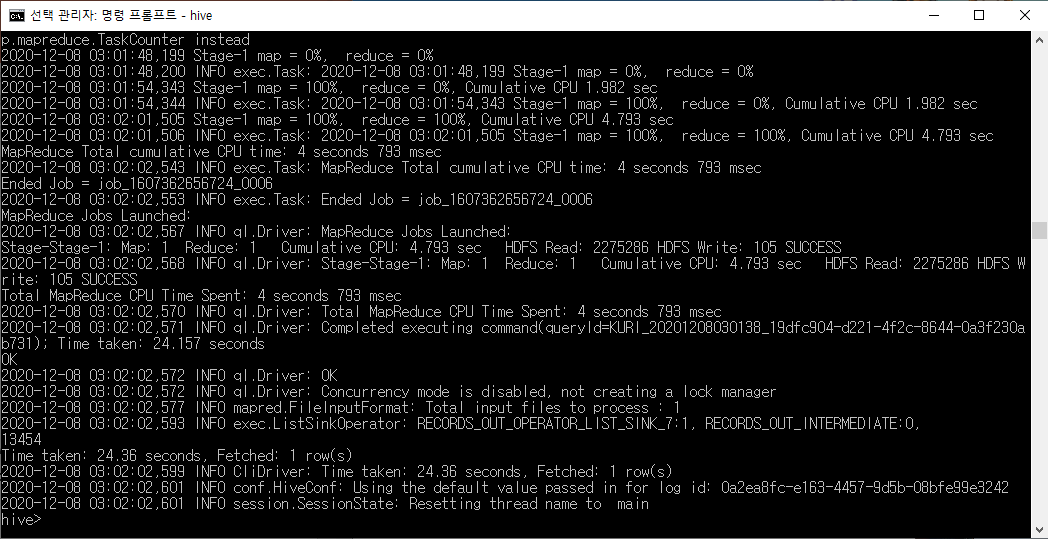 선택 관리자: 명령 프롬프트 - hive
p.mapreduce.TaskCounter instead
2020-12-08 03:01:48,199 Stage-1 map = 0%,  reduce = 0%
2020-12-08 03:01:48,200 INFO exec.Task: 2020-12-08 03:01:48,199 Stage-1 map = 0%,  reduce = 0%
2020-12-08 03:01:54,343 Stage-1 map = 100%,  reduce = 0%, Cumulative CPU 1.982 sec
2020-12-08 03:01:54,344 INFO exec.Task: 2020-12-08 03:01:54,343 Stage-1 map = 100%,  reduce = 0%, Cumulative CPU 1.982 sec
2020-12-08 03:02:01,505 Stage-1 map = 100%,  reduce = 100%, Cumulative CPU 4.793 sec
2020-12-08 03:02:01,506 INFO exec.Task: 2020-12-08 03:02:01,505 Stage-1 map = 100%,  reduce = 100%, Cumulative CPU 4.793 sec
MapReduce Total cumulative CPU time: 4 seconds 793 msec
2020-12-08 03:02:02,543 INFO exec.Task: MapReduce Total cumulative CPU time: 4 seconds 793 msec
Ended Job = job_1607362656724_0006
2020-12-08 03:02:02,553 INFO exec.Task: Ended Job = job_1607362656724_0006
MapReduce Jobs Launched:
2020-12-08 03:02:02,567 INFO ql.Driver: MapReduce Jobs Launched:
Stage-Stage-1: Map: 1  Reduce: 1   Cumulative CPU: 4.793 sec   HDFS Read: 2275286 HDFS Write: 105 SUCCESS
2020-12-08 03:02:02,568 INFO ql.Driver: Stage-Stage-1: Map: 1  Reduce: 1   Cumulative CPU: 4.793 sec   HDFS Read: 2275286 HDFS W
rite: 105 SUCCESS
Total MapReduce CPU Time Spent: 4 seconds 793 msec
2020-12-08 03:02:02,570 INFO ql.Driver: Total MapReduce CPU Time Spent: 4 seconds 793 msec
2020-12-08 03:02:02,571 INFO ql.Driver: Completed executing command(queryId=KURI_20201208030138_19dfc904-d221-4f2c-8644-0a3f230a
b731); Time taken: 24.157 seconds
OK
2020-12-08 03:02:02,572 INFO ql.Driver: OK
2020-12-08 03:02:02,572 INFO ql.Driver: Concurrency mode is disabled, not creating a lock manager
2020-12-08 03:02:02,577 INFO mapred.FileInputFormat: Total input files to process : 1
2020-12-08 03:02:02,593 INFO exec.ListSinkOperator: RECORDS_OUT_OPERATOR_LIST_SINK_7:1, RECORDS_OUT_INTERMEDIATE:0,
13454
Time taken: 24.36 seconds, Fetched: 1 row(s)
2020-12-08 03:02:02,599 INFO CliDriver: Time taken: 24.36 seconds, Fetched: 1 row(s)
2020-12-08 03:02:02,601 INFO conf.HiveConf: Using the default value passed in for log id: 0a2ea8fc-e163-4457-9d5b-08bfe99e3242
2020-12-08 03:02:02,601 INFO session.SessionState: Resetting thread name to  main
hive>